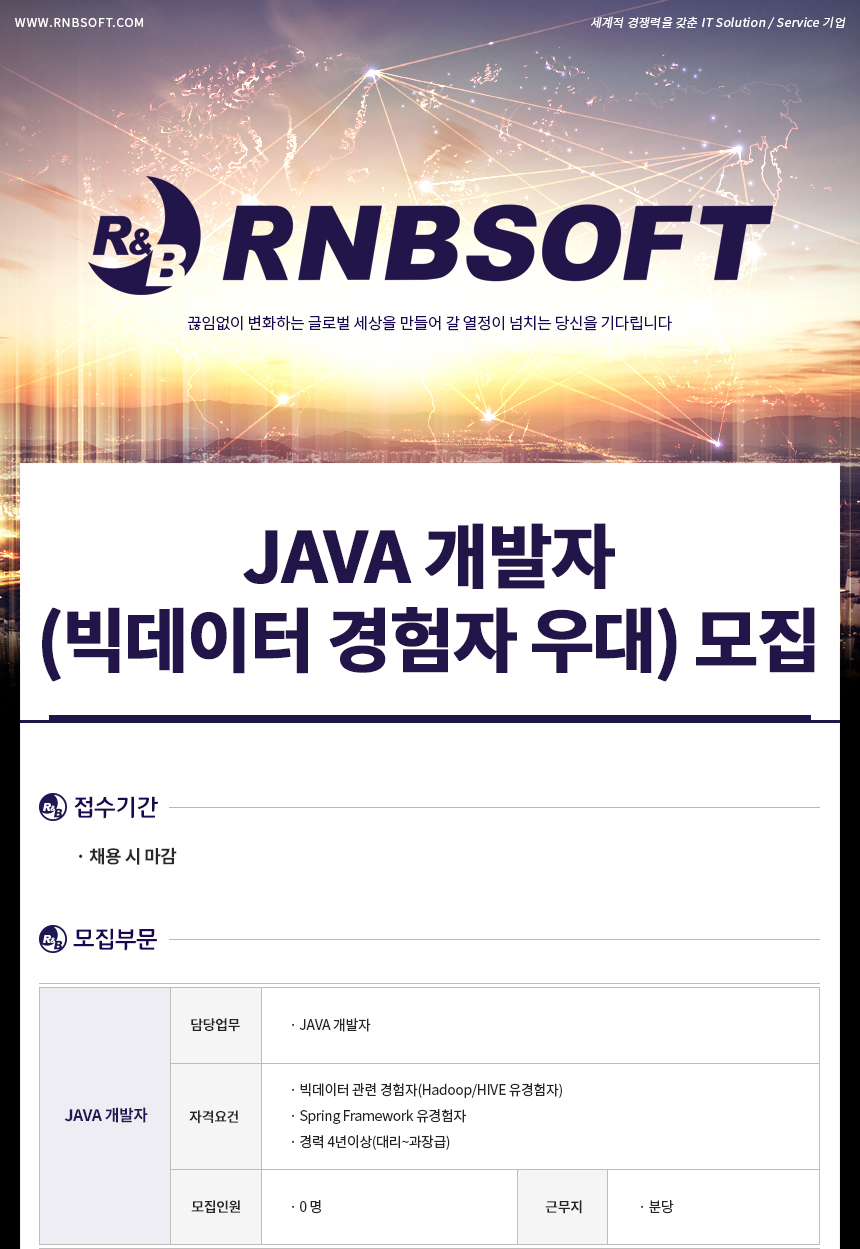 WWW.RNBSOFT.COM
세계적 경쟁력을 갖춘 IT Solution / Service 기업
R&B RNBSOFT
끊임없이 변화하는 글로벌 세상을 만들어 갈 열정이 넘치는 당신을 기다립니다
JAVA 개발자
(빅데이터 경험자 우대) 모집
R&B 접수기간
· 채용 시 마감
R&B 모집부문
JAVA 개발자
담당업무
· JAVA 개발자
자격요건
· 빅데이터 관련 경험자(Hadoop/HIVE 유경험자)
· Spring Framework 유경험자
· 경력 4년이상(대리~과장급)
모집인원
· 0 명
근무지
· 분당